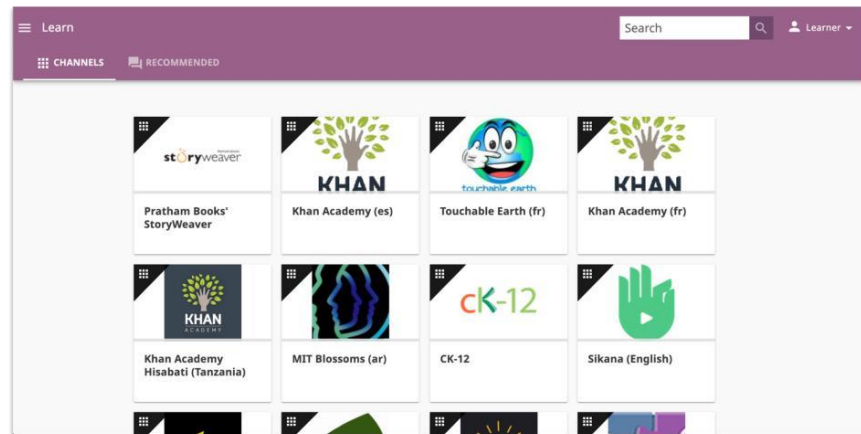 Learn
Search
Learner
CHANNELS
RECOMMENDED
storyweaver
KHAN
touchable earth
KHAN
Pratham Books'
StoryWeaver
Khan Academy (es)
Touchable Earth (fr)
Khan Academy (fr)
KHAN
ACADEMY
cK-12
Khan Academy
Hisabati (Tanzania)
MIT Blossoms (ar)
CK-12
Sikana (English)